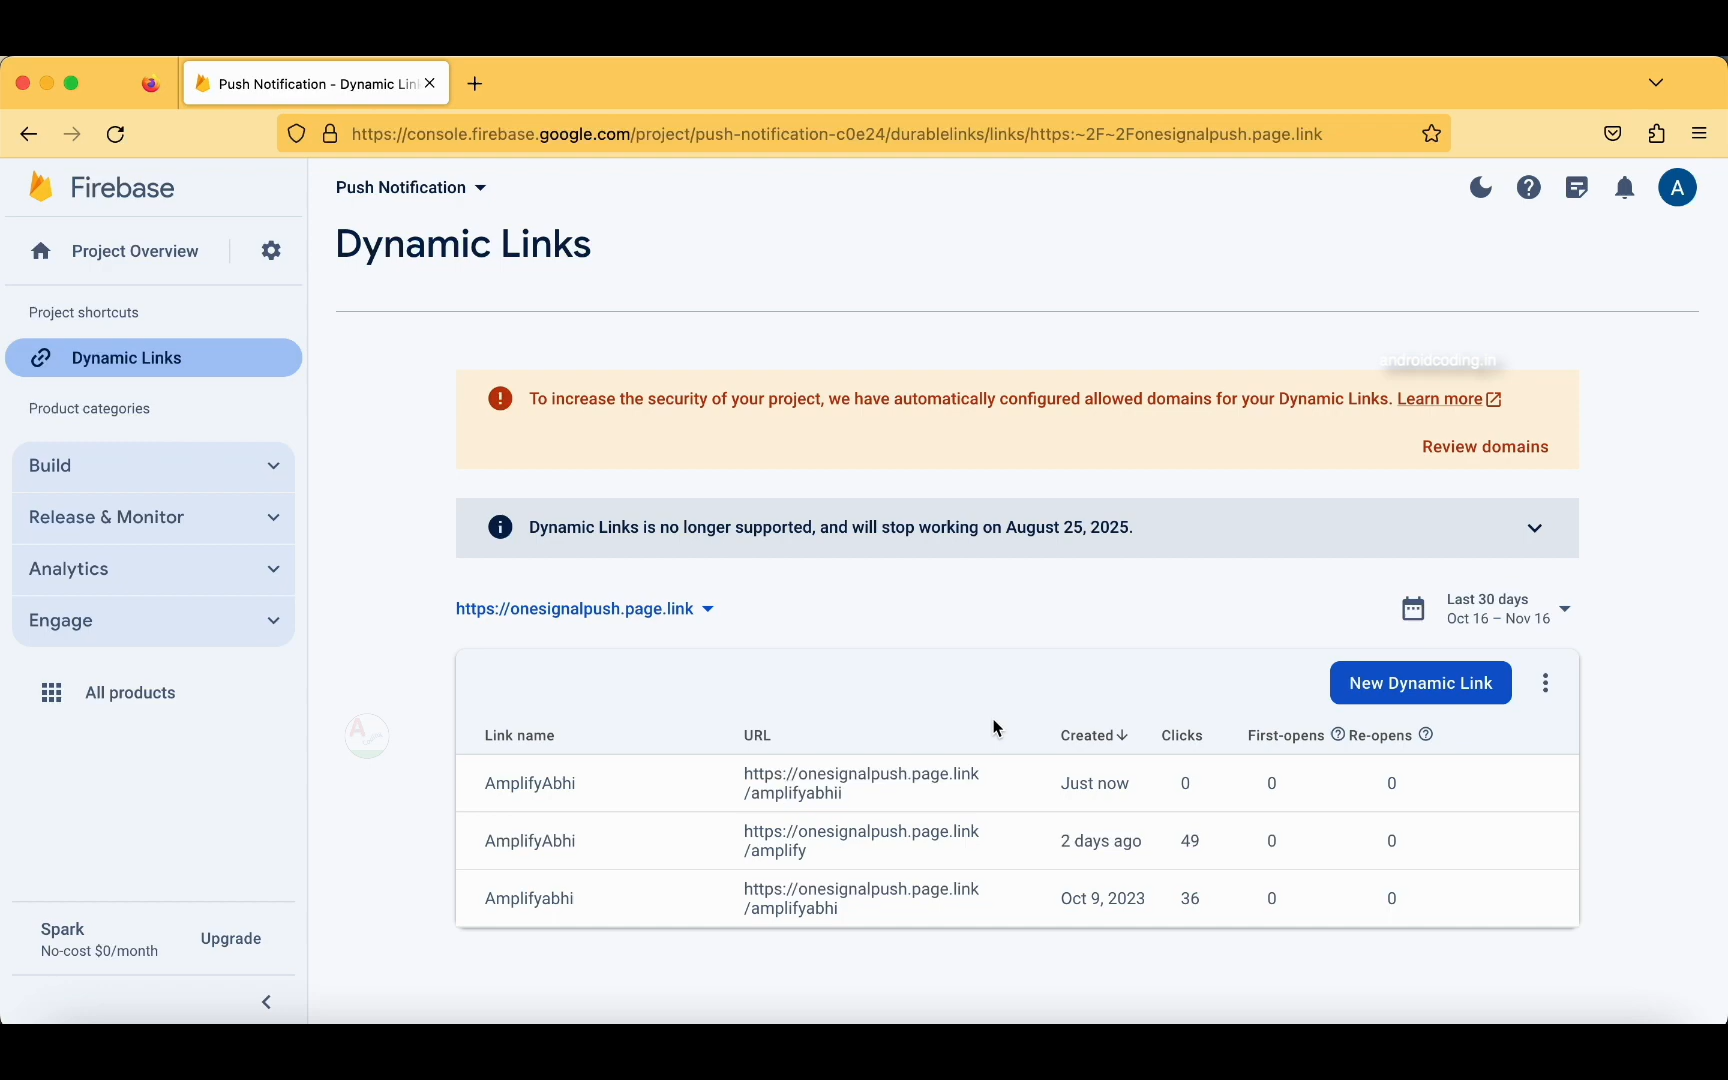 Push Notification - Dynamic Lin
https://console.firebase.google.com/project/push-notification-c0e24/durablelinks/links/https:~2F~2Fonesignalpush.page.link
Firebase
Push Notification
A
Project Overview
Dynamic Links
Project shortcuts
Dynamic Links
Product categories
Build
Release & Monitor
Analytics
Engage
All products
Spark
No-cost $0/month
Upgrade
androidcoding.in
To increase the security of your project, we have automatically configured allowed domains for your Dynamic Links. Learn more
Review domains
Dynamic Links is no longer supported, and will stop working on August 25, 2025.
https://onesignalpush.page.link
Last 30 days
Oct 16 – Nov 16
New Dynamic Link
Link name URL Created Clicks First-opens Re-opens
AmplifyAbhi https://onesignalpush.page.link Just now 0 0 0
/amplifyabhii
AmplifyAbhi https://onesignalpush.page.link 2 days ago 49 0 0
/amplify
Amplifyabhi https://onesignalpush.page.link Oct 9, 2023 36 0 0
/amplifyabhi